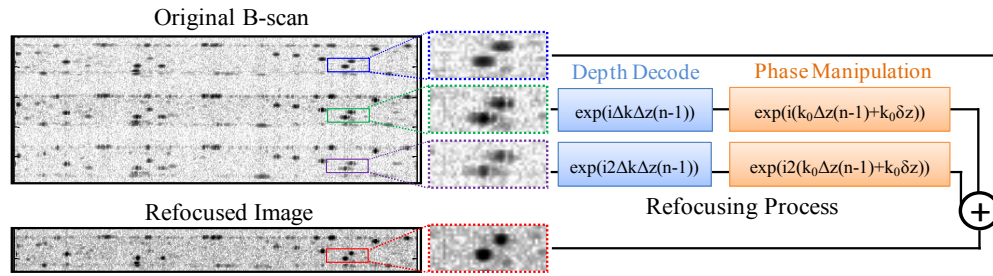 Original B-scan
Depth Decode
Phase Manipulation
exp(iΔkΔz(n-1))
exp(i(k₀Δz(n-1)+k₀δz))
exp(i2ΔkΔz(n-1))
exp(i2(k₀Δz(n-1)+k₀δz))
Refocusing Process
+
Refocused Image